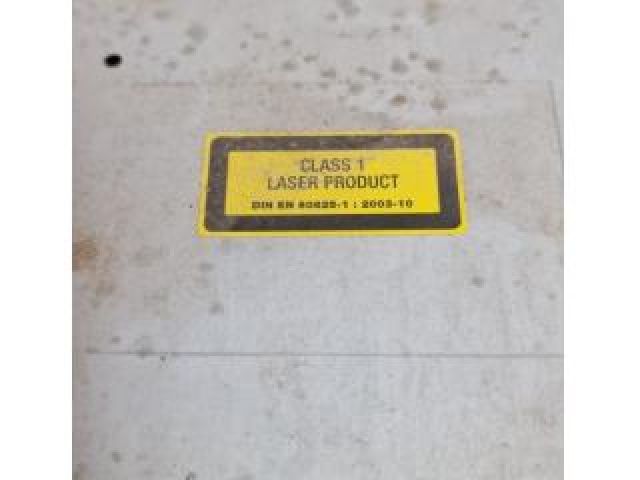 CLASS 1
LASER PRODUCT
DIN EN 60825-1 : 2003-10